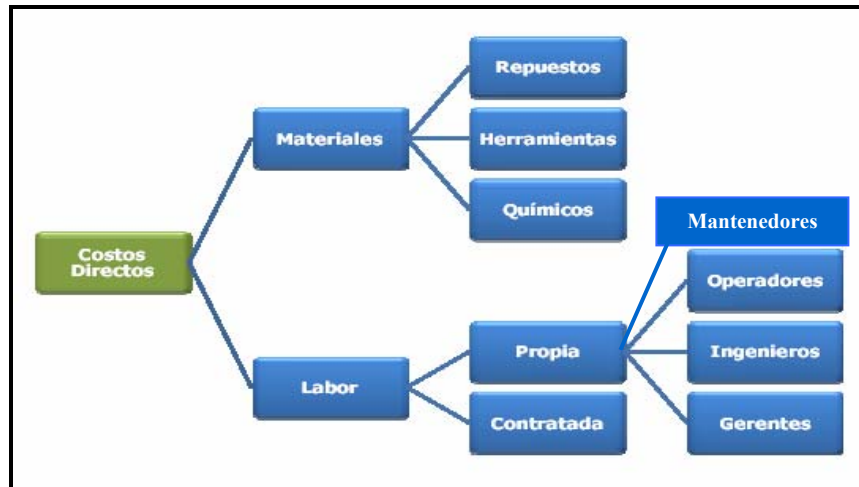 Repuestos
Materiales
Herramientas
Químicos
Mantenedores
Costos
Directos
Operadores
Propia
Ingenieros
Labor
Contratada
Gerentes